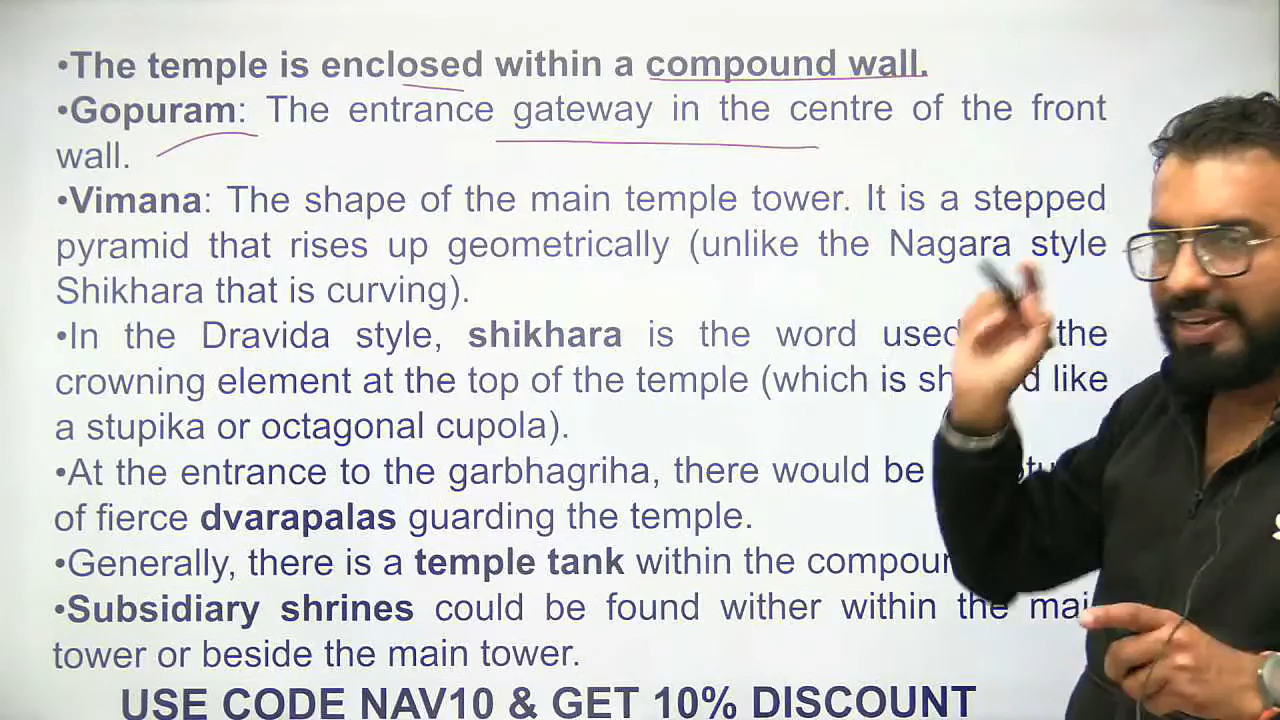 •The temple is enclosed within a compound wall.
•Gopuram: The entrance gateway in the centre of the front
wall.
•Vimana: The shape of the main temple tower. It is a stepped
pyramid that rises up geometrically (unlike the Nagara style
Shikhara that is curving).
•In the Dravida style, shikhara is the word used the
crowning element at the top of the temple (which is like
a stupika or octagonal cupola).
•At the entrance to the garbhagriha, there would be
of fierce dvarapalas guarding the temple.
•Generally, there is a temple tank within the
•Subsidiary shrines could be found wither within the
tower or beside the main tower.
USE CODE NAV10 & GET 10% DISCOUNT